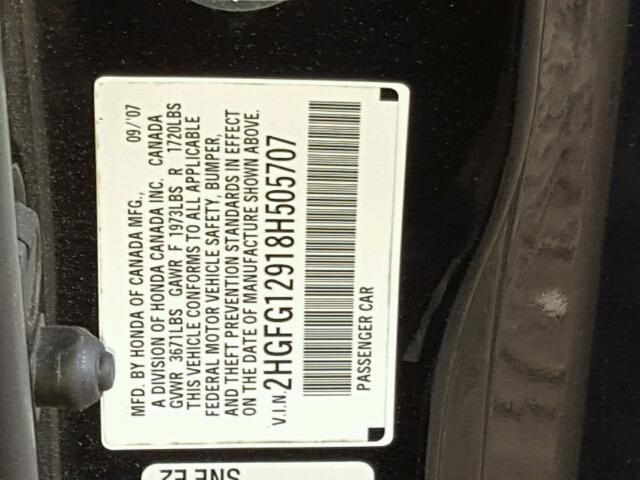 MFD. BY HONDA OF CANADA MFG., 09/'07
A DIVISION OF HONDA CANADA INC. CANADA
GVWR 3671LBS GAWR F 1973LBS R 1720LBS
THIS VEHICLE CONFORMS TO ALL APPLICABLE
FEDERAL MOTOR VEHICLE SAFETY, BUMPER,
AND THEFT PREVENTION STANDARDS IN EFFECT
ON THE DATE OF MANUFACTURE SHOWN ABOVE.
V.I.N. 2HGFG12918H505707
PASSENGER CAR